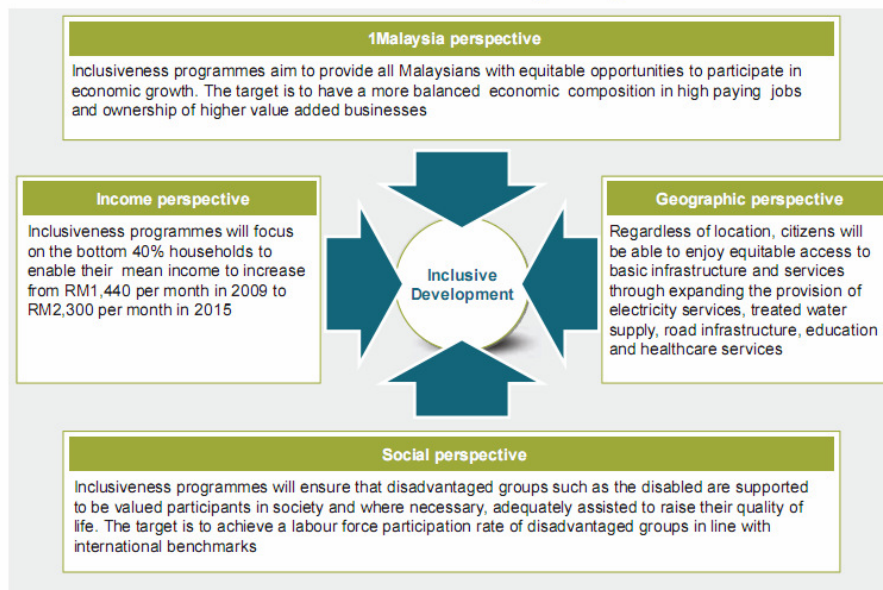 1Malaysia perspective
Inclusiveness programmes aim to provide all Malaysians with equitable opportunities to participate in
economic growth. The target is to have a more balanced economic composition in high paying jobs
and ownership of higher value added businesses
Income perspective
Inclusiveness programmes will focus
on the bottom 40% households to
enable their mean income to increase
from RM1,440 per month in 2009 to
RM2,300 per month in 2015
Inclusive
Development
Geographic perspective
Regardless of location, citizens will
be able to enjoy equitable access to
basic infrastructure and services
through expanding the provision of
electricity services, treated water
supply, road infrastructure, education
and healthcare services
Social perspective
Inclusiveness programmes will ensure that disadvantaged groups such as the disabled are supported
to be valued participants in society and where necessary, adequately assisted to raise their quality of
life. The target is to achieve a labour force participation rate of disadvantaged groups in line with
international benchmarks